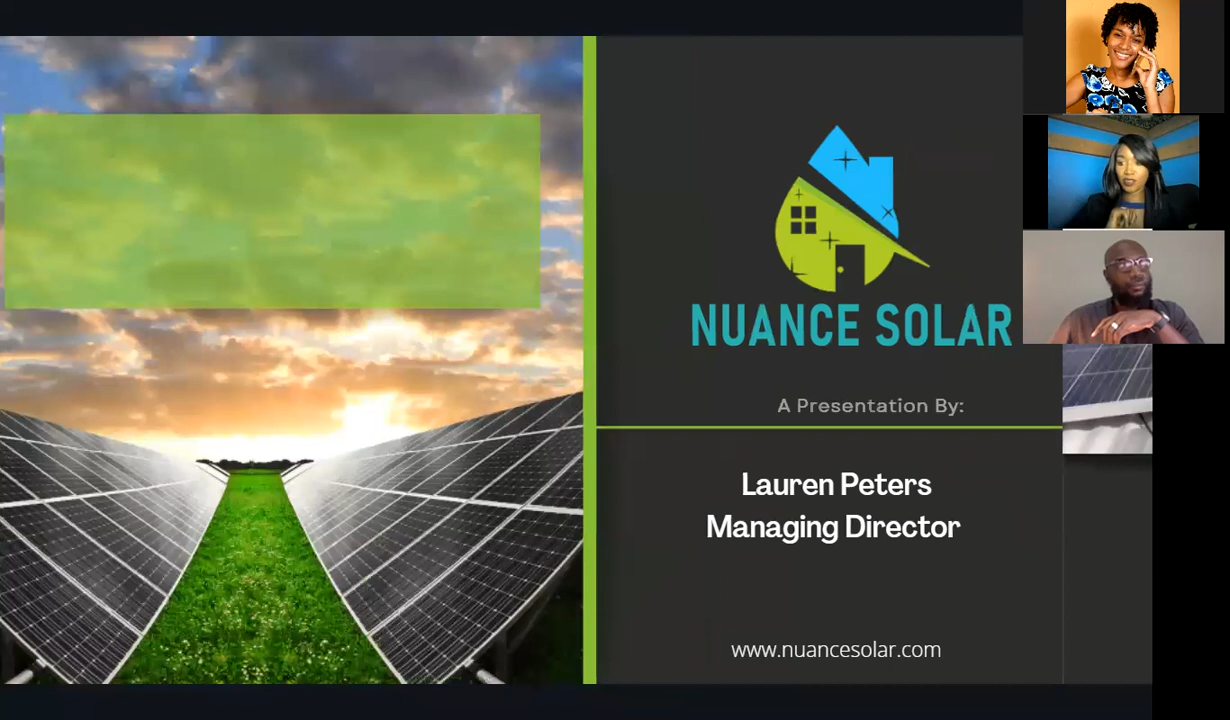 NUANCE SOLAR
A Presentation By:
Lauren Peters
Managing Director
www.nuancesolar.com